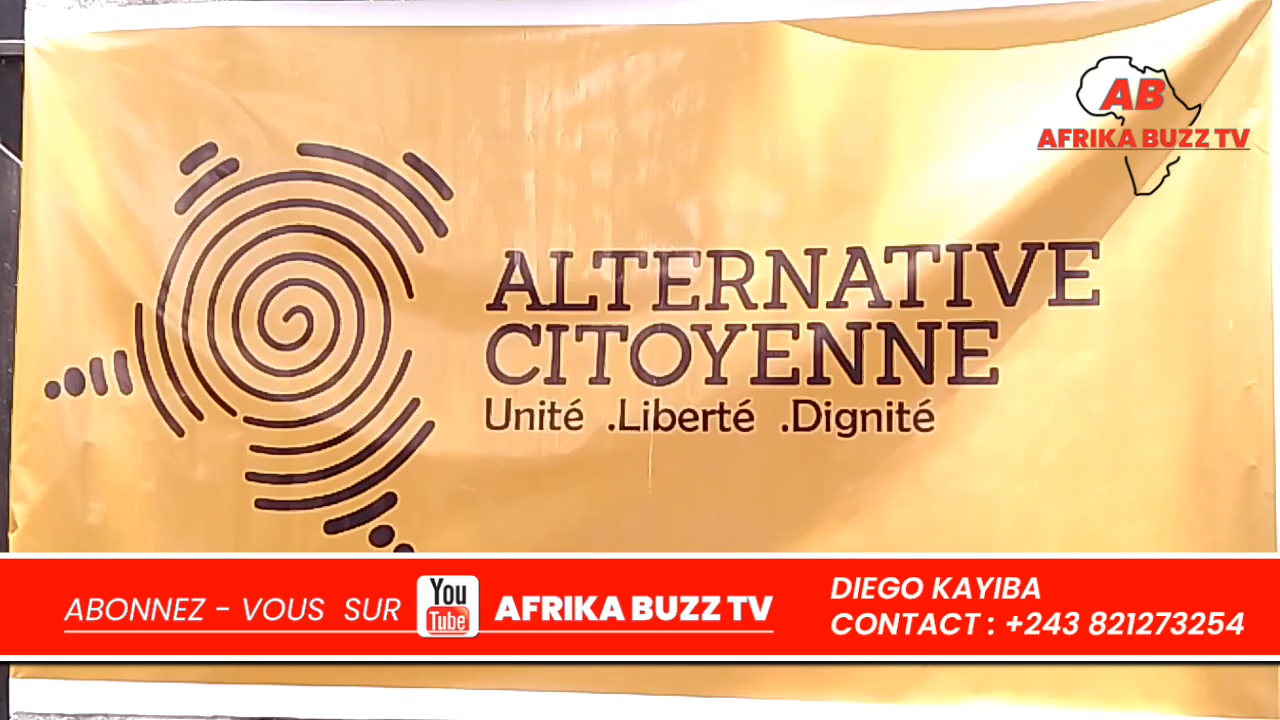 AB
AFRIKA BUZZ TV
ALTERNATIVE
CITOYENNE
Unité .Liberté .Dignité
ABONNEZ - VOUS SUR You Tube AFRIKA BUZZ TV
DIEGO KAYIBA
CONTACT : +243 821273254